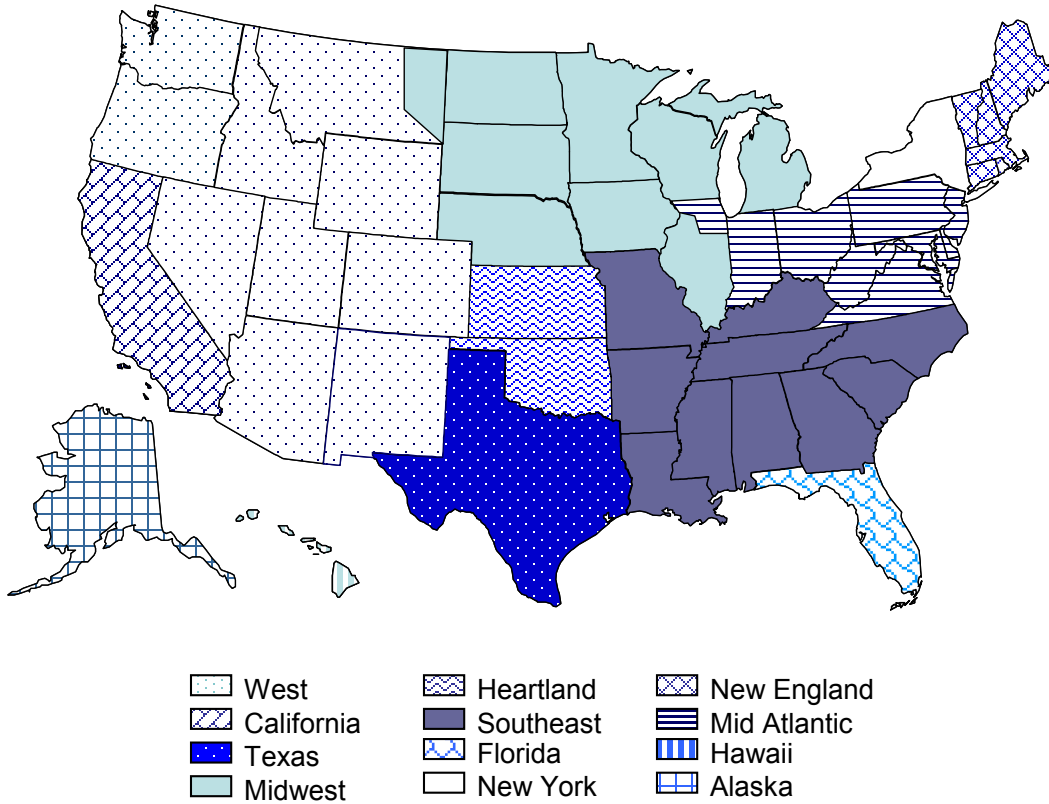 West
California
Texas
Midwest
Heartland
Southeast
Florida
New York
New England
Mid Atlantic
Hawaii
Alaska